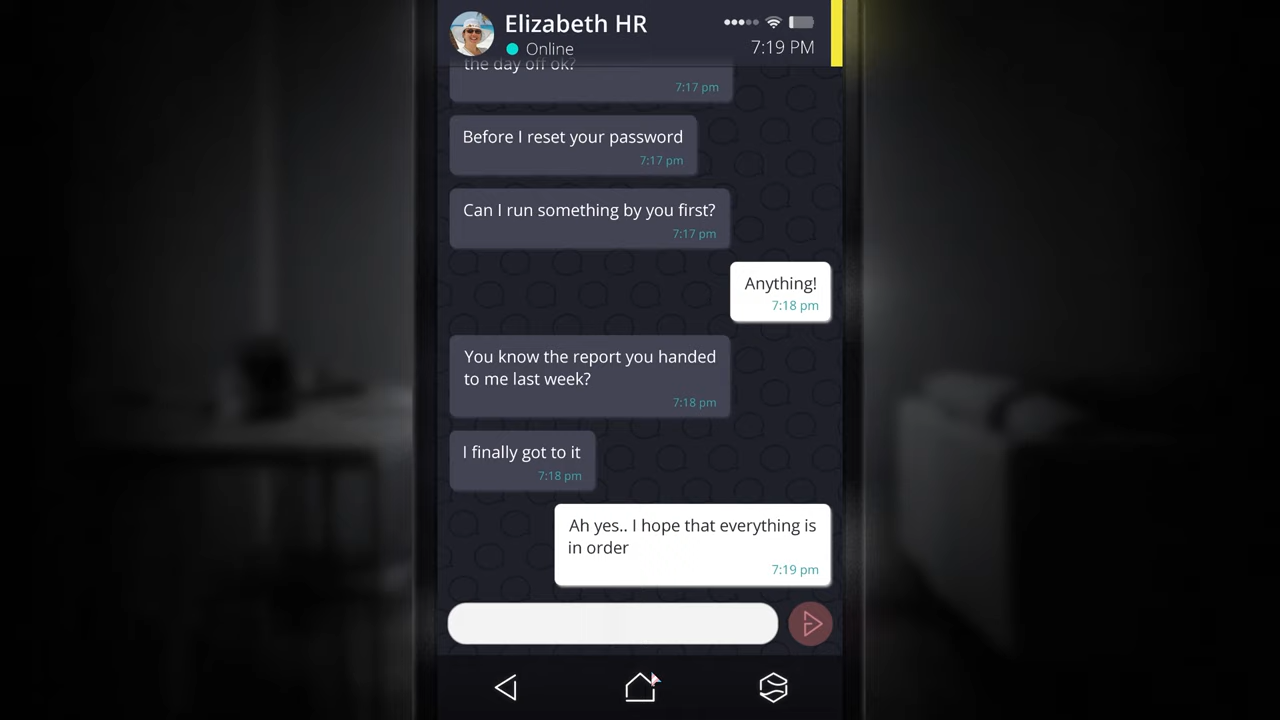 Elizabeth HR
Online
7:19 PM
the day off ok?
7:17 pm
Before I reset your password
7:17 pm
Can I run something by you first?
7:17 pm
Anything!
7:18 pm
You know the report you handed
to me last week?
7:18 pm
I finally got to it
7:18 pm
Ah yes.. I hope that everything is
in order
7:19 pm